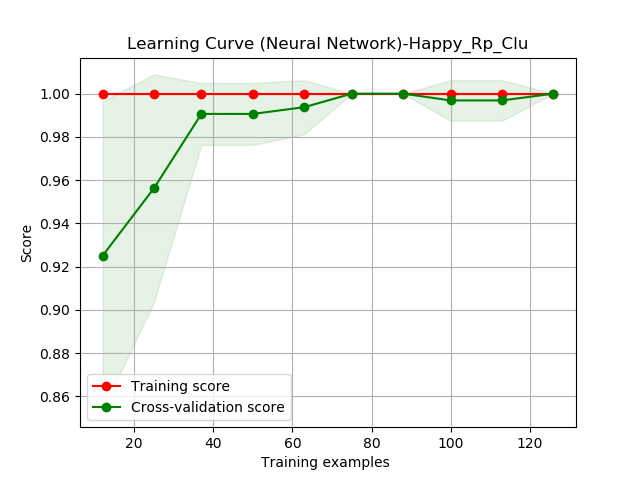 Learning Curve (Neural Network)-Happy_Rp_Clu
1.00
0.98
0.96
0.94
0.92
0.90
0.88
0.86
Score
Training score
Cross-validation score
20 40 60 80 100 120
Training examples